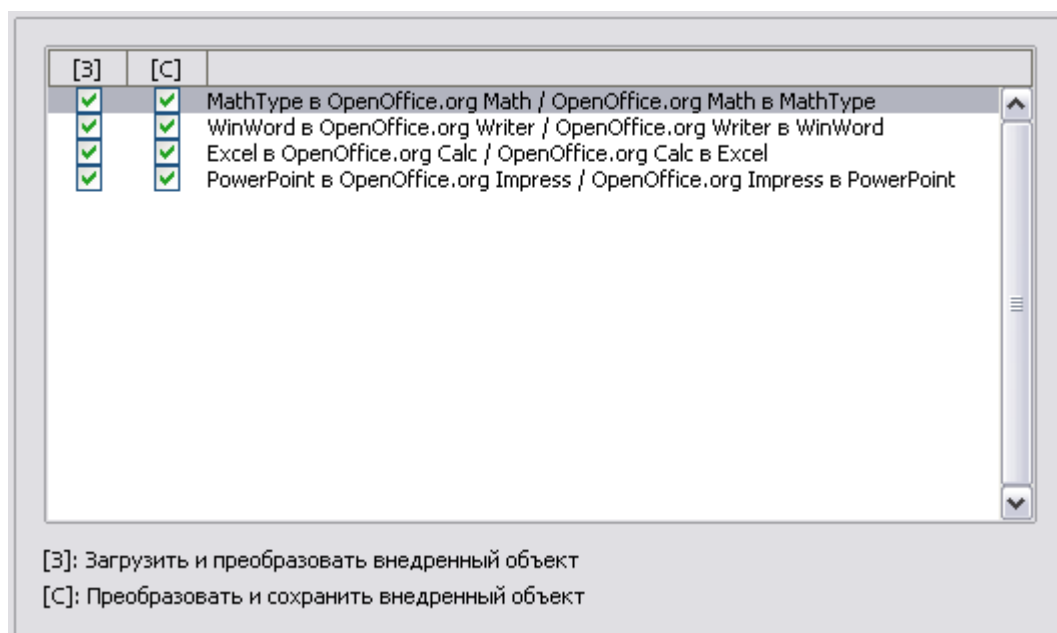 [З] [С]
MathType в OpenOffice.org Math / OpenOffice.org Math в MathType
WinWord в OpenOffice.org Writer / OpenOffice.org Writer в WinWord
Excel в OpenOffice.org Calc / OpenOffice.org Calc в Excel
PowerPoint в OpenOffice.org Impress / OpenOffice.org Impress в PowerPoint
[З]: Загрузить и преобразовать внедренный объект
[С]: Преобразовать и сохранить внедренный объект